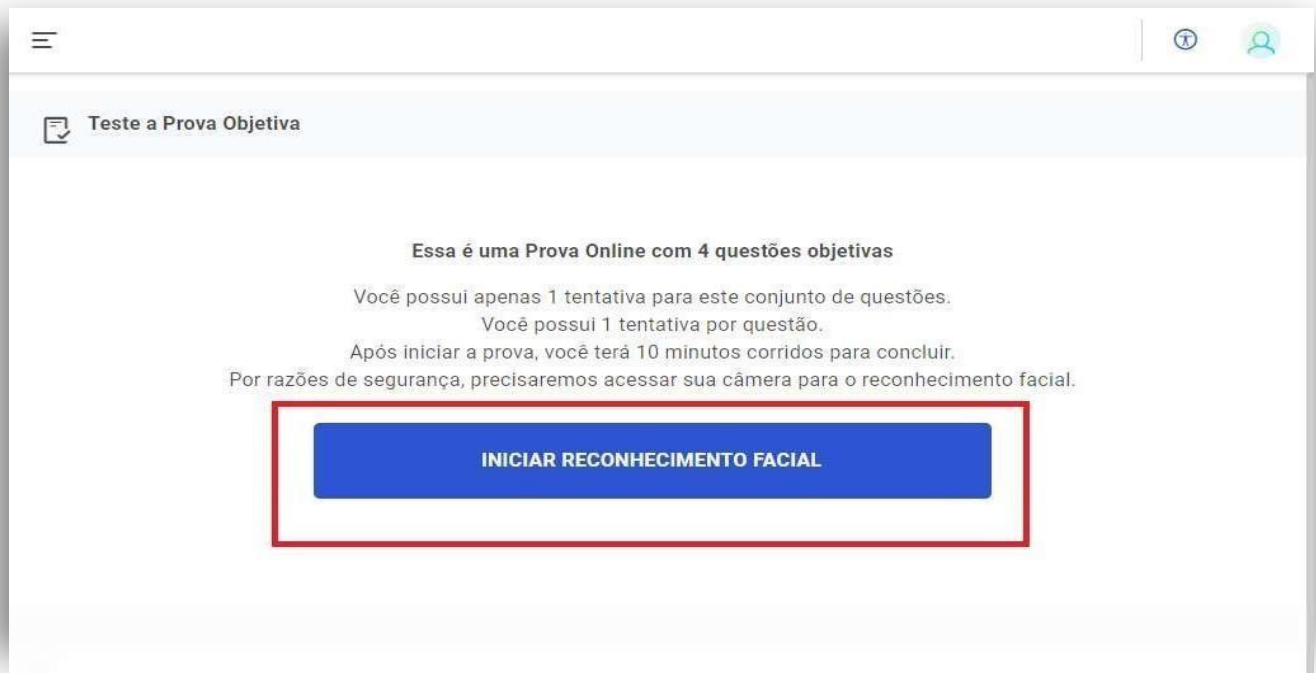 Teste a Prova Objetiva
Essa é uma Prova Online com 4 questões objetivas
Você possui apenas 1 tentativa para este conjunto de questões.
Você possui 1 tentativa por questão.
Após iniciar a prova, você terá 10 minutos corridos para concluir.
Por razões de segurança, precisaremos acessar sua câmera para o reconhecimento facial.
INICIAR RECONHECIMENTO FACIAL